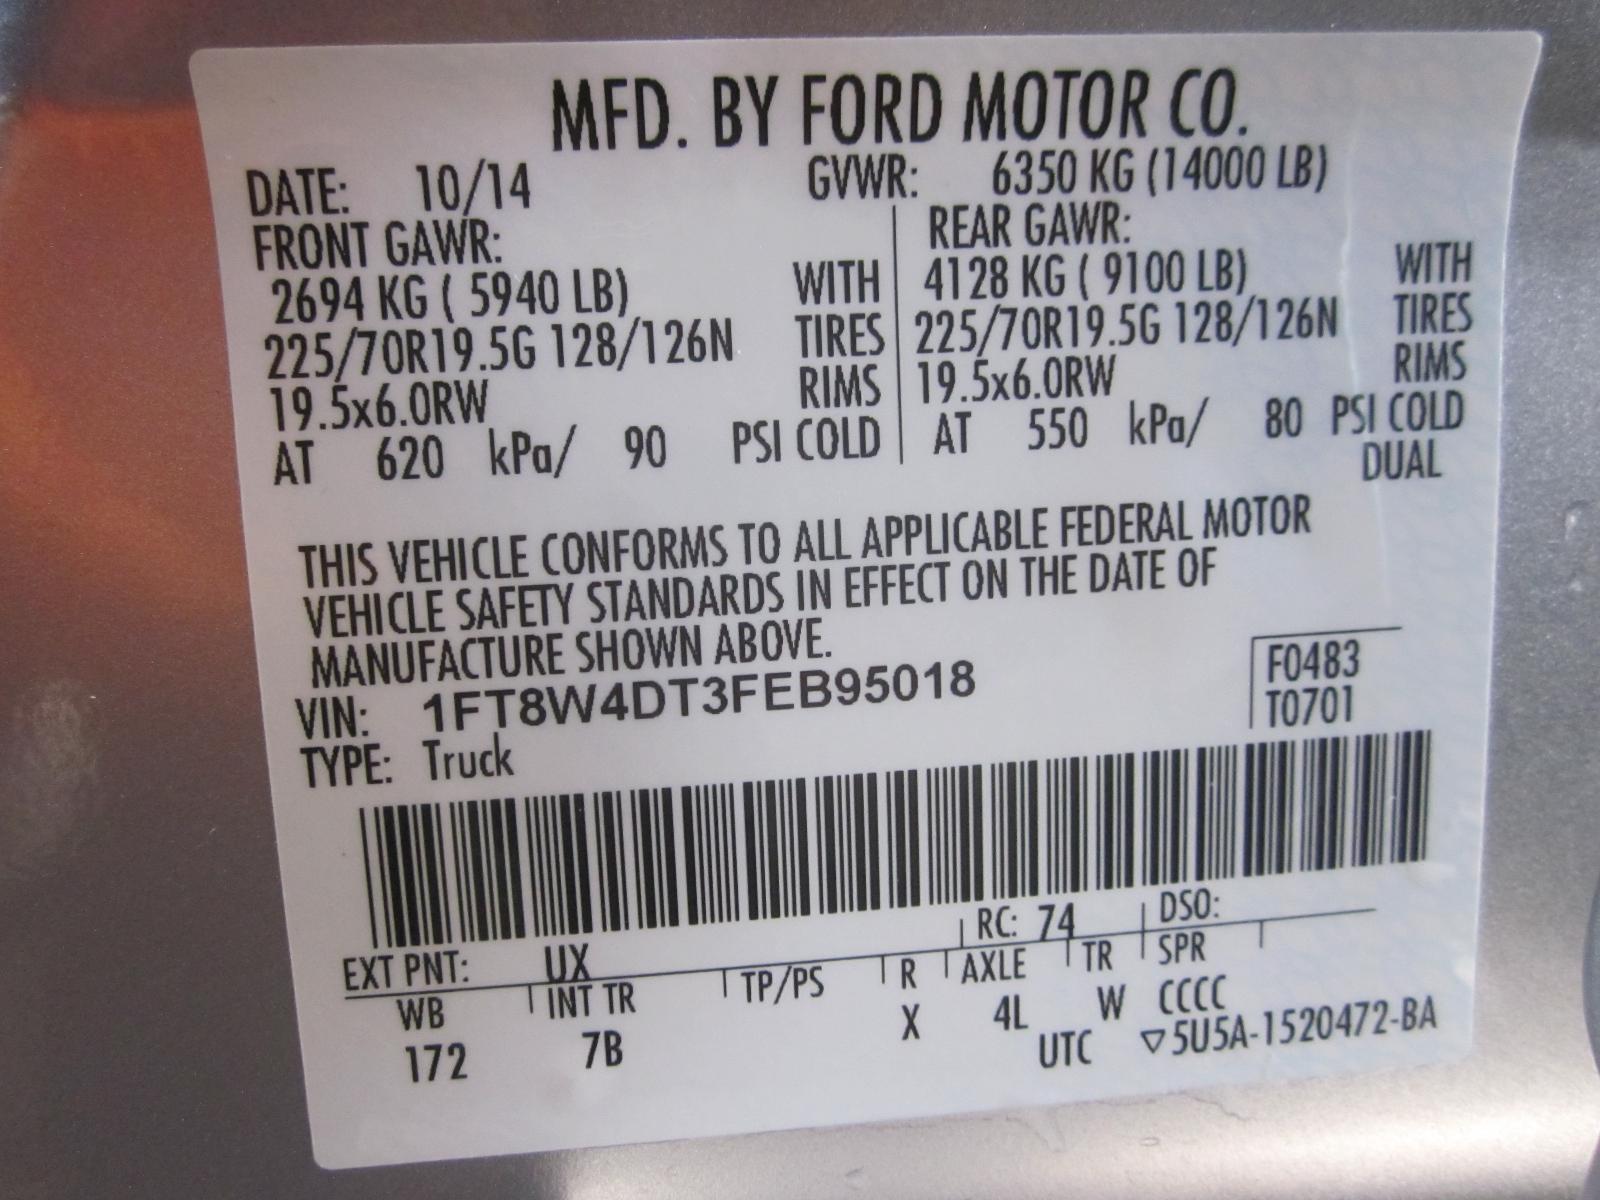 MFD. BY FORD MOTOR CO.
DATE: 10/14 GVWR: 6350 KG (14000 LB)
FRONT GAWR: REAR GAWR:
2694 KG ( 5940 LB) WITH 4128 KG ( 9100 LB) WITH
225/70R19.5G 128/126N TIRES 225/70R19.5G 128/126N TIRES
19.5x6.0RW RIMS 19.5x6.0RW RIMS
AT 620 kPa/ 90 PSI COLD AT 550 kPa/ 80 PSI COLD
DUAL
THIS VEHICLE CONFORMS TO ALL APPLICABLE FEDERAL MOTOR
VEHICLE SAFETY STANDARDS IN EFFECT ON THE DATE OF
MANUFACTURE SHOWN ABOVE.
VIN: 1FT8W4DT3FEB95018 F0483
TYPE: Truck T0701
RC: 74 DSO:
EXT PNT: UX
WB INT TR TP/PS R AXLE TR SPR
172 7B X 4L W CCCC
UTC ▽5U5A-1520472-BA